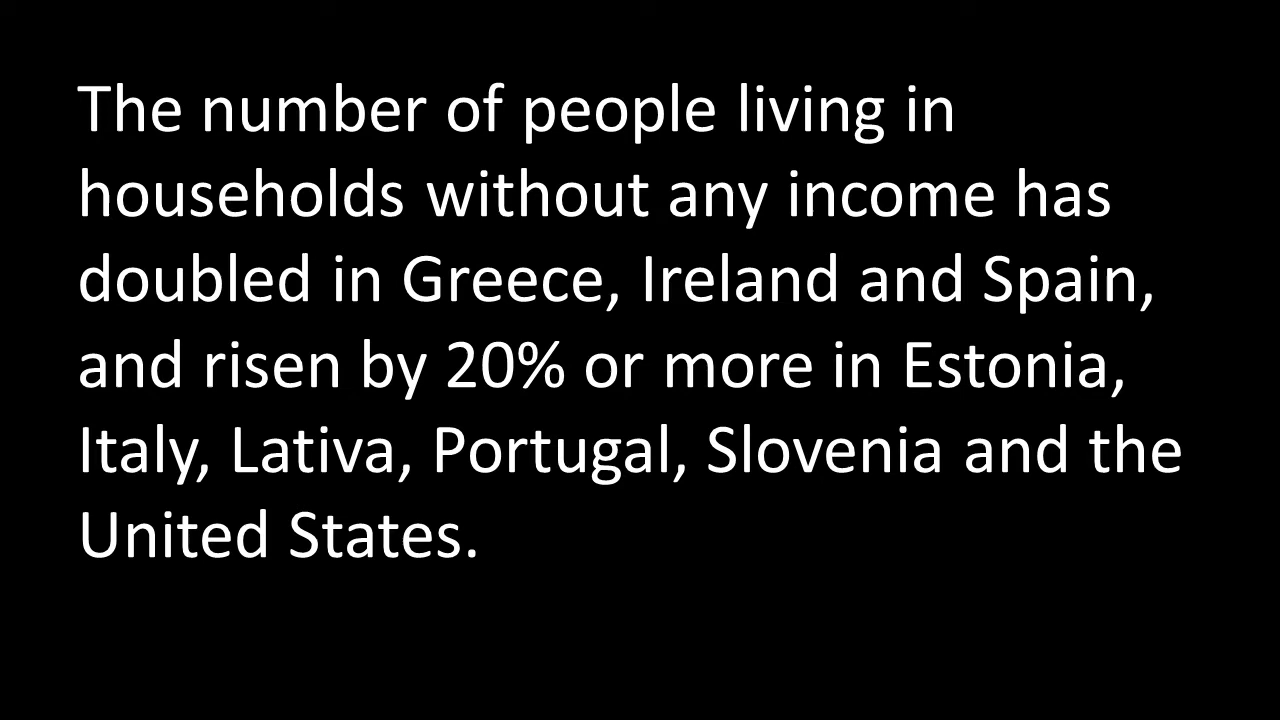 The number of people living in
households without any income has
doubled in Greece, Ireland and Spain,
and risen by 20% or more in Estonia,
Italy, Lativa, Portugal, Slovenia and the
United States.